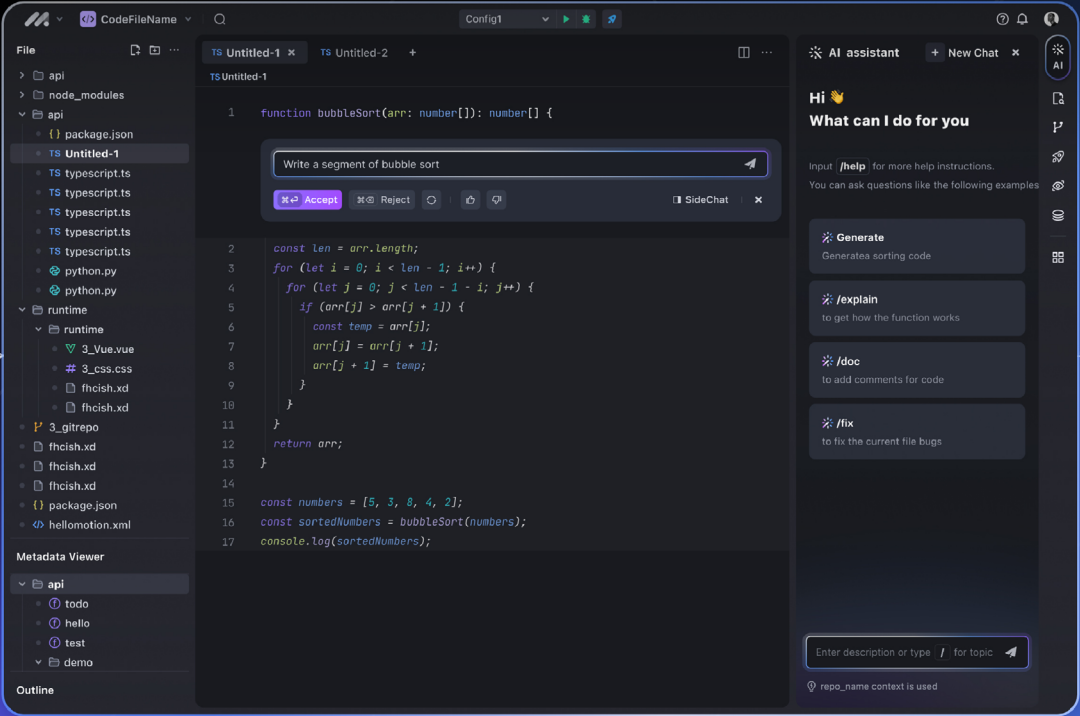 CodeFileName
Config1
File
api
node_modules
api
{ } package.json
TS Untitled-1
TS typescript.ts
TS typescript.ts
TS typescript.ts
TS typescript.ts
TS typescript.ts
python.py
python.py
runtime
runtime
3_Vue.vue
# 3_css.css
fhcish.xd
fhcish.xd
3_gitrepo
fhcish.xd
fhcish.xd
fhcish.xd
{ } package.json
</> hellomotion.xml
Metadata Viewer
api
todo
hello
test
demo
Outline
TS Untitled-1 × TS Untitled-2 +
TS Untitled-1
1 function bubbleSort(arr: number[]): number[] {
Write a segment of bubble sort
Accept
Reject
SideChat
2 const len = arr.length;
3 for (let i = 0; i < len - 1; i++) {
4 for (let j = 0; j < len - 1 - i; j++) {
5 if (arr[j] > arr[j + 1]) {
6 const temp = arr[j];
7 arr[j] = arr[j + 1];
8 arr[j + 1] = temp;
9 }
10 }
11 }
12 return arr;
13 }
14
15 const numbers = [5, 3, 8, 4, 2];
16 const sortedNumbers = bubbleSort(numbers);
17 console.log(sortedNumbers);
AI assistant
+ New Chat ×
Hi 👋
What can I do for you
Input /help for more help instructions.
You can ask questions like the following examples
Generate
Generatea sorting code
/explain
to get how the function works
/doc
to add comments for code
/fix
to fix the current file bugs
Enter description or type / for topic
repo_name context is used
AI